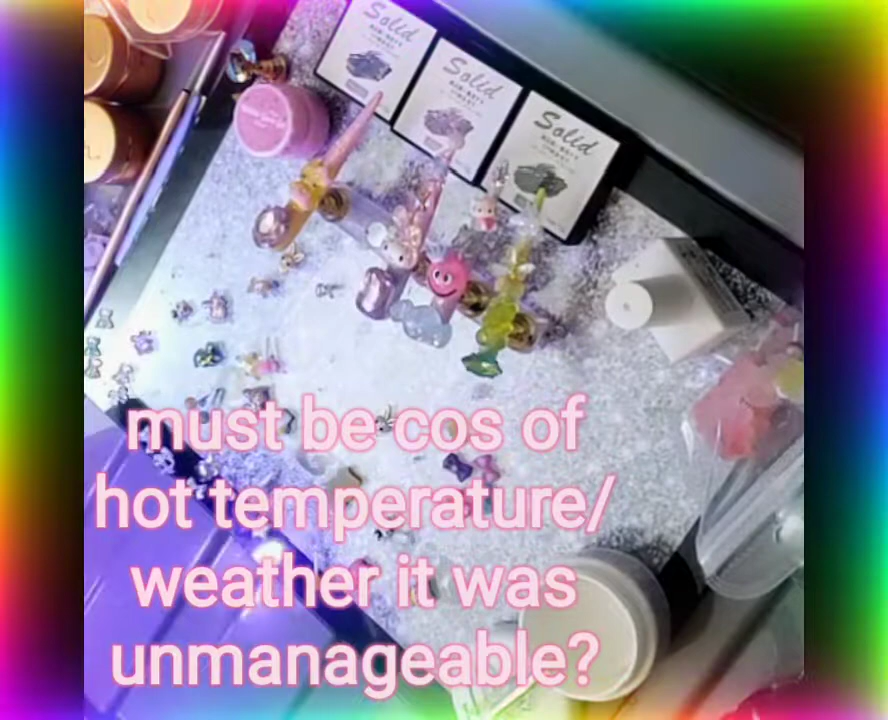 Solid
Solid
Solid
must be cos of
hot temperature/
weather it was
unmanageable?